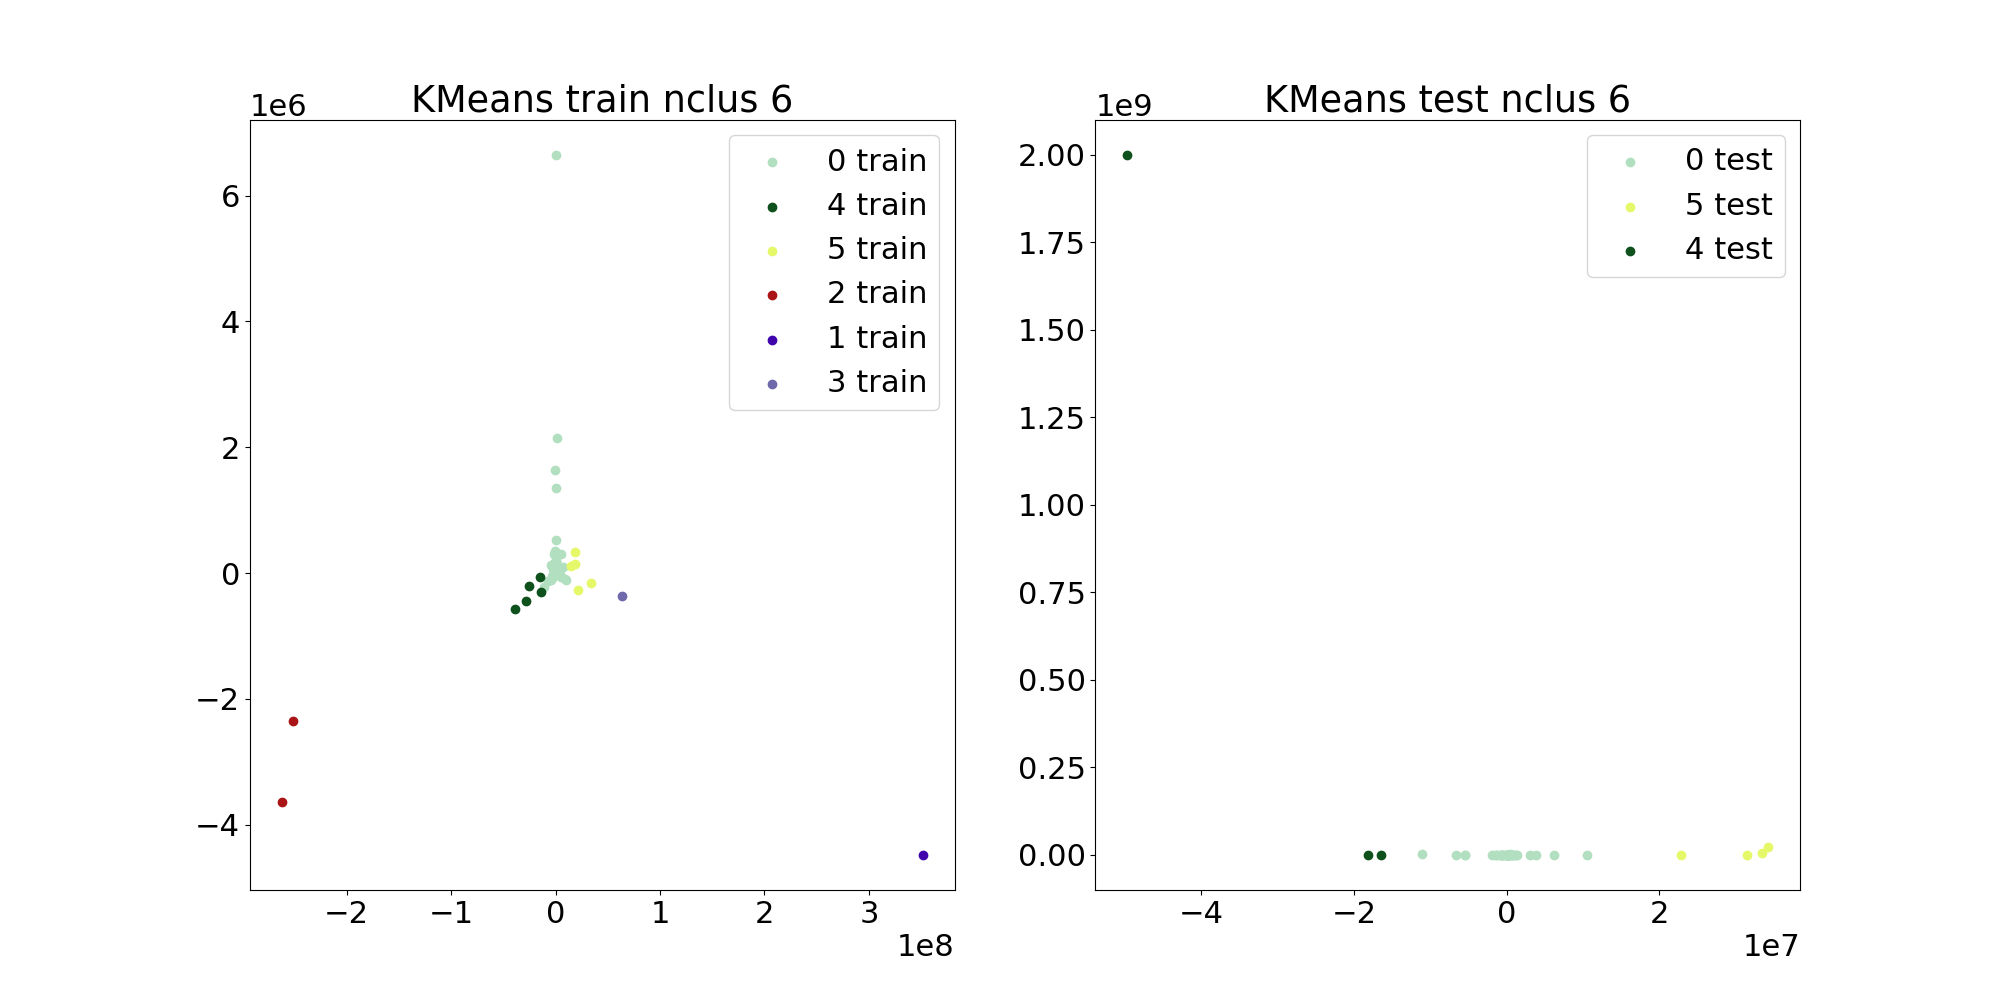 KMeans train nclus 6
1e6
0 train
4 train
5 train
2 train
1 train
3 train
6
4
2
0
−2
−4
−2 −1 0 1 2 3
1e8
KMeans test nclus 6
1e9
0 test
5 test
4 test
2.00
1.75
1.50
1.25
1.00
0.75
0.50
0.25
0.00
−4 −2 0 2
1e7